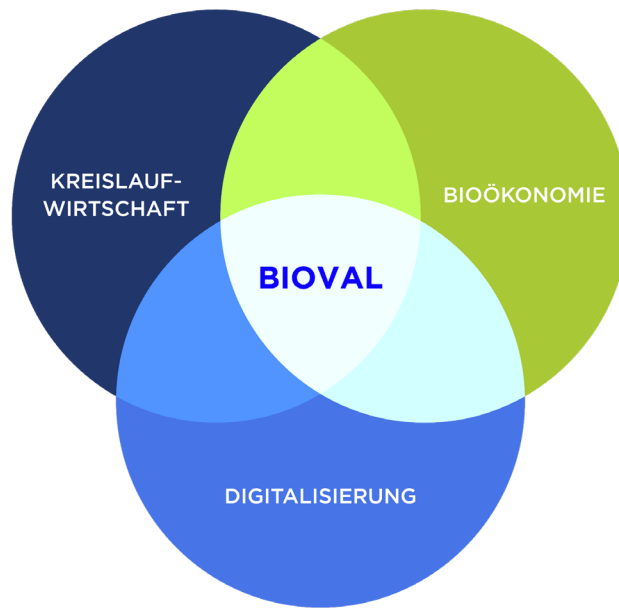 KREISLAUF-
WIRTSCHAFT
BIOÖKONOMIE
BIOVAL
DIGITALISIERUNG